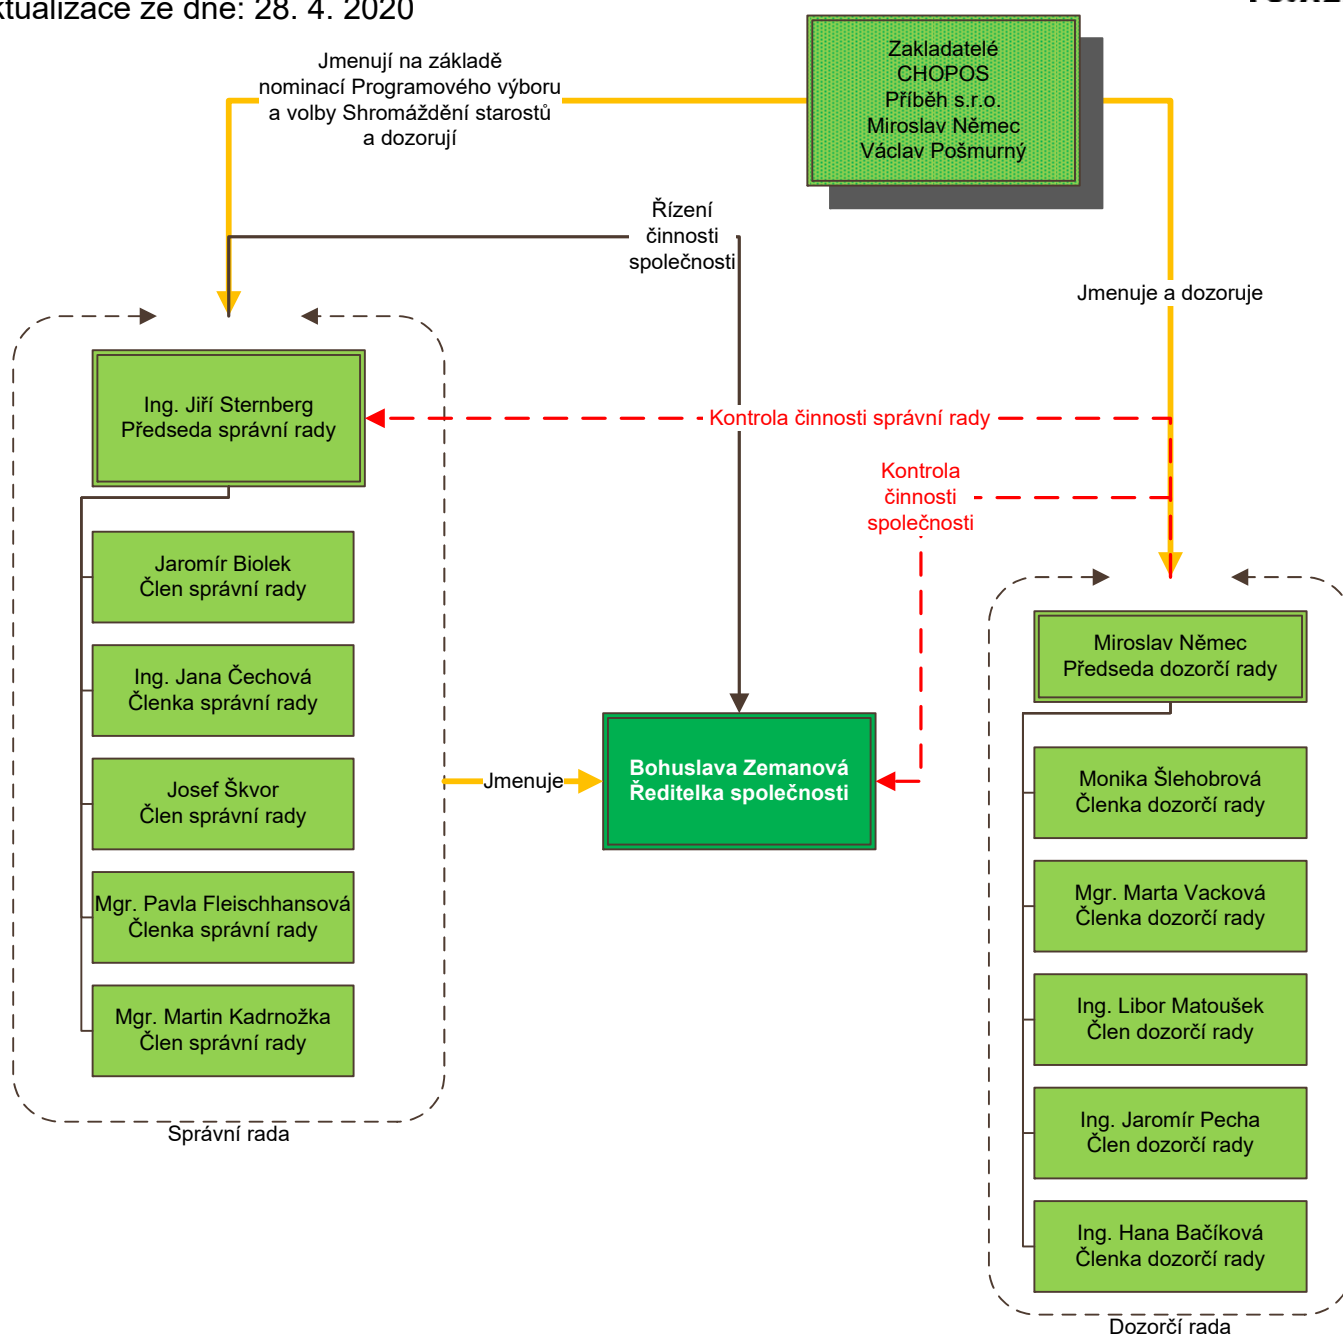 ktualizace ze dne: 28. 4. 2020
Jmenují na základě
nominací Programového výboru
a volby Shromáždění starostů
a dozorují
Zakladatelé
CHOPOS
Příběh s.r.o.
Miroslav Němec
Václav Pošmurný
Řízení
činnosti
společnosti
Jmenuje a dozoruje
Ing. Jiří Sternberg
Předseda správní rady
Kontrola činnosti správní rady
Kontrola
činnosti
společnosti
Jaromír Biolek
Člen správní rady
Ing. Jana Čechová
Členka správní rady
Josef Škvor
Člen správní rady
Mgr. Pavla Fleischhansová
Členka správní rady
Mgr. Martin Kadrnožka
Člen správní rady
Správní rada
Jmenuje
Bohuslava Zemanová
Ředitelka společnosti
Miroslav Němec
Předseda dozorčí rady
Monika Šlehobrová
Členka dozorčí rady
Mgr. Marta Vacková
Členka dozorčí rady
Ing. Libor Matoušek
Člen dozorčí rady
Ing. Jaromír Pecha
Člen dozorčí rady
Ing. Hana Bačíková
Členka dozorčí rady
Dozorčí rada